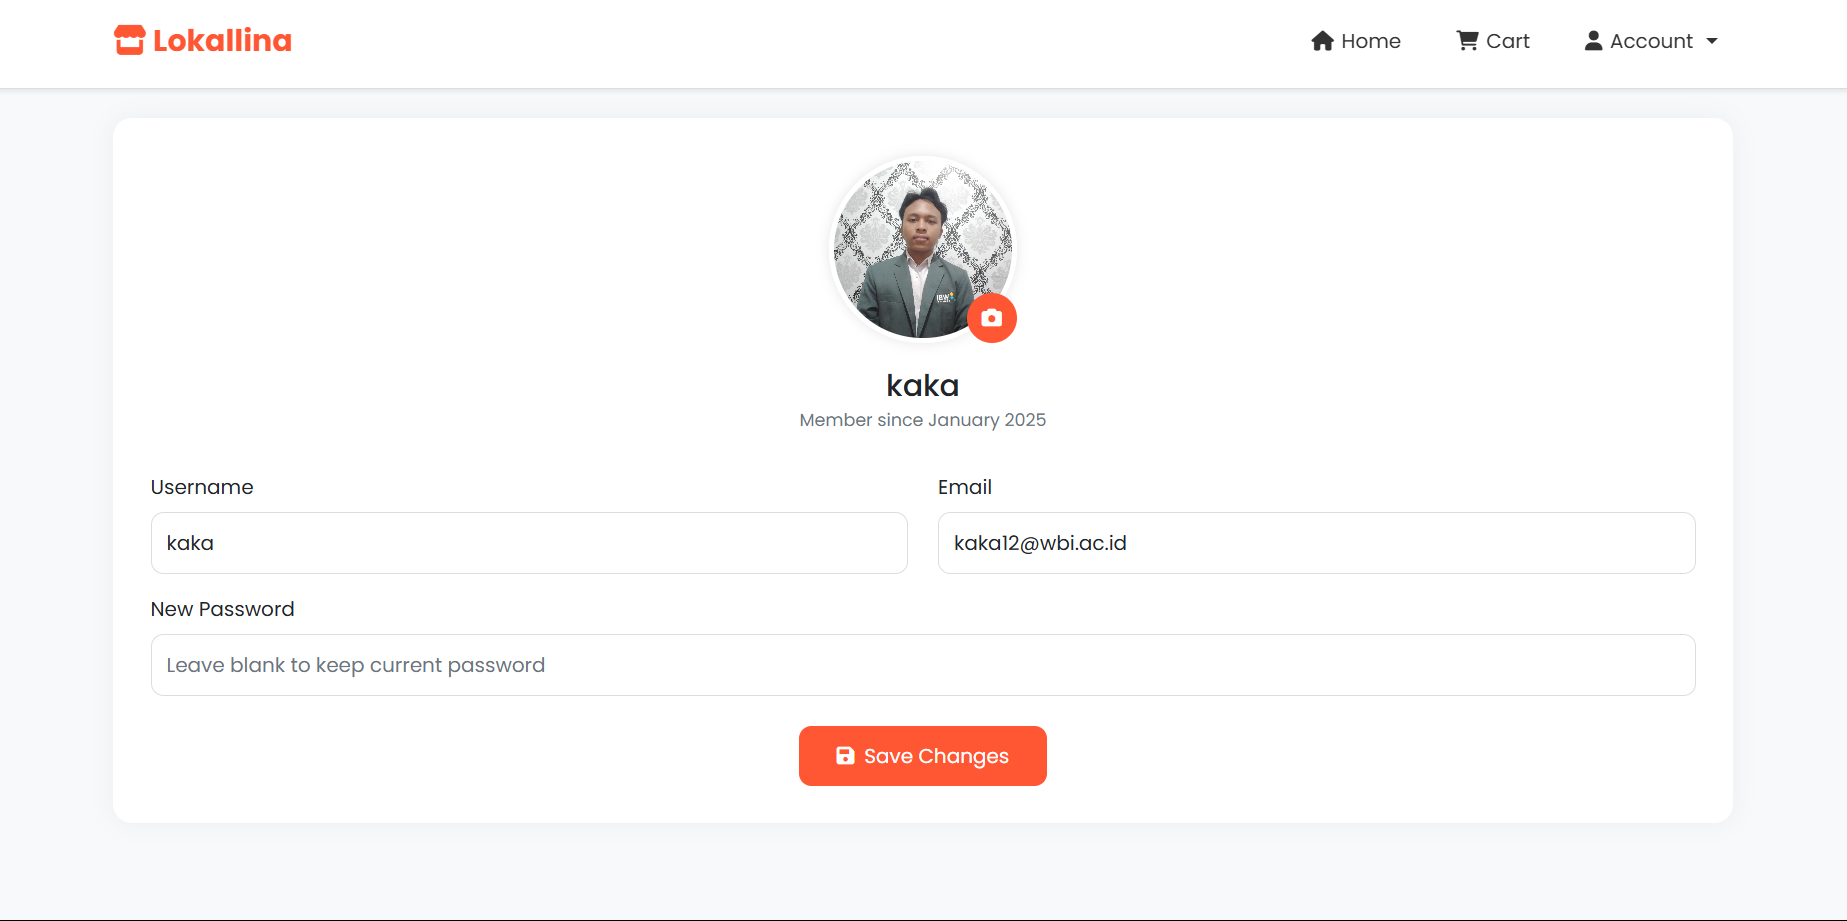 Lokallina
Home
Cart
Account
kaka
Member since January 2025
Username
Email
kaka
kaka12@wbi.ac.id
New Password
Leave blank to keep current password
Save Changes